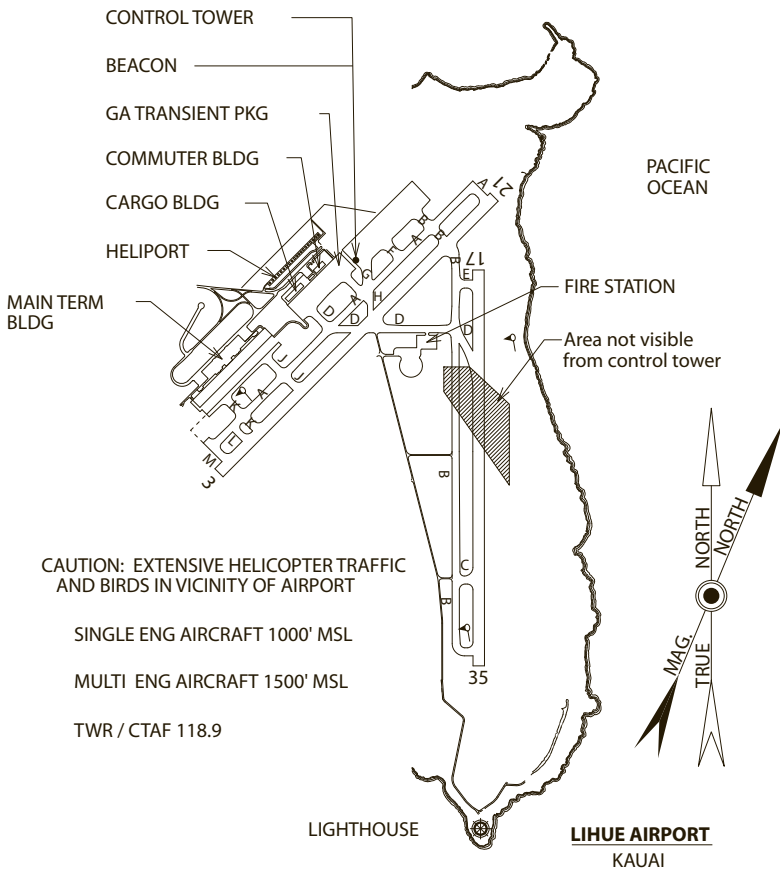 CONTROL TOWER
BEACON
GA TRANSIENT PKG
COMMUTER BLDG
CARGO BLDG
HELIPORT
MAIN TERM
BLDG
PACIFIC
OCEAN
A
21
B
B
A
G
H
A
D
D
D
B
17
E
D
FIRE STATION
Area not visible
from control tower
J
J
K
A
K
L
M
3
B
C
B
35
CAUTION: EXTENSIVE HELICOPTER TRAFFIC
AND BIRDS IN VICINITY OF AIRPORT
SINGLE ENG AIRCRAFT 1000' MSL
MULTI ENG AIRCRAFT 1500' MSL
TWR / CTAF 118.9
NORTH
NORTH
MAG.
TRUE
LIGHTHOUSE
LIHUE AIRPORT
KAUAI